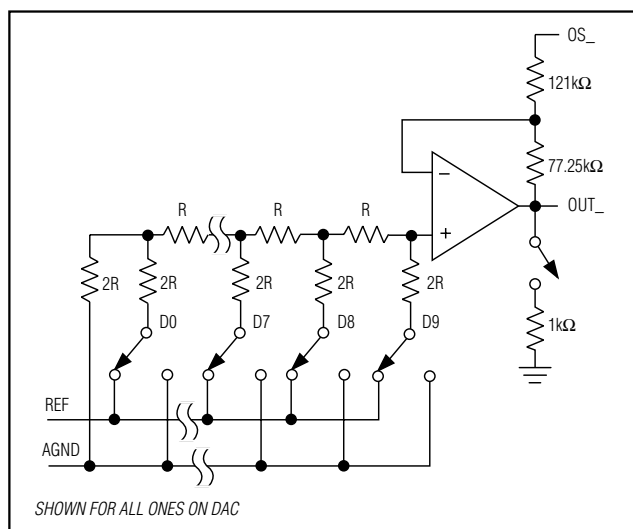 OS_
121kΩ
77.25kΩ
OUT_
R R R
2R 2R 2R 2R 2R
D0 D7 D8 D9
1kΩ
REF
AGND
SHOWN FOR ALL ONES ON DAC
− +